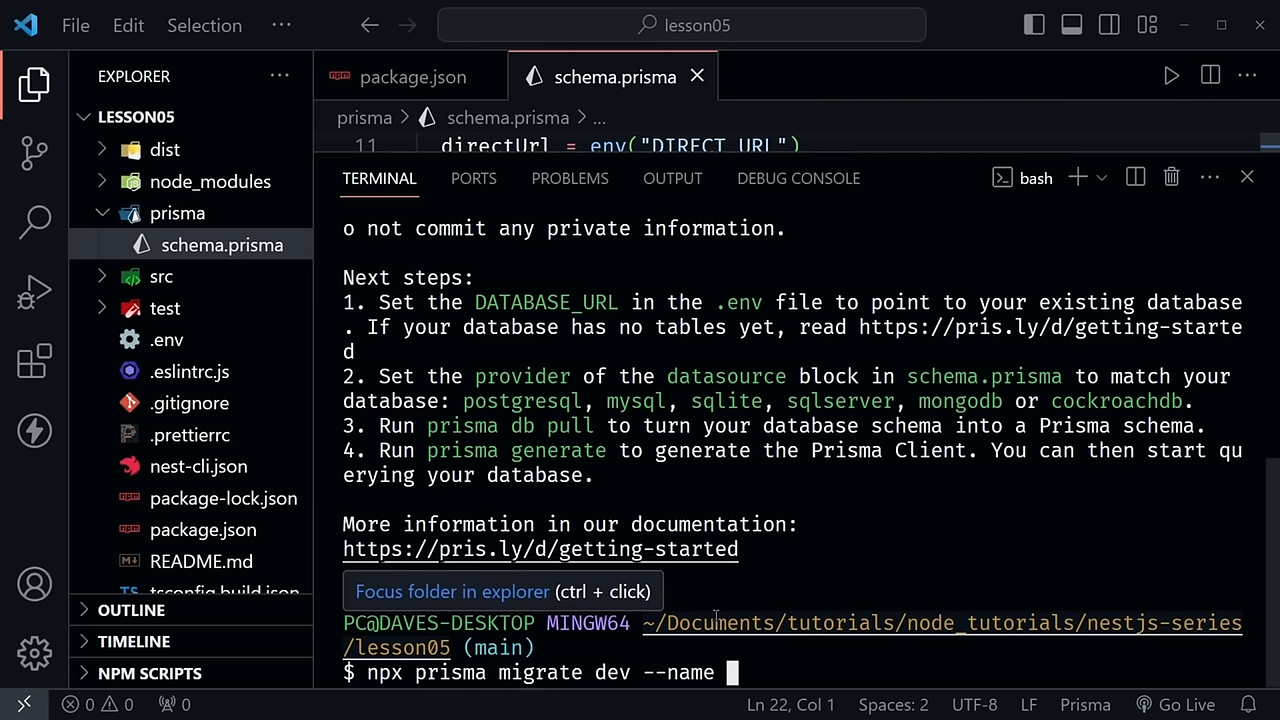 File Edit Selection ··· lesson05
EXPLORER ···
LESSON05
dist
node_modules
prisma
schema.prisma
src
test
.env
.eslintrc.js
.gitignore
.prettierrc
nest-cli.json
package-lock.json
package.json
README.md
tsconfig.build.json
OUTLINE
TIMELINE
NPM SCRIPTS
package.json schema.prisma
prisma > schema.prisma > ...
11 directUrl = env("DIRECT_URL")
TERMINAL PORTS PROBLEMS OUTPUT DEBUG CONSOLE bash
o not commit any private information.
Next steps:
1. Set the DATABASE_URL in the .env file to point to your existing database
. If your database has no tables yet, read https://pris.ly/d/getting-starte
d
2. Set the provider of the datasource block in schema.prisma to match your
database: postgresql, mysql, sqlite, sqlserver, mongodb or cockroachdb.
3. Run prisma db pull to turn your database schema into a Prisma schema.
4. Run prisma generate to generate the Prisma Client. You can then start qu
erying your database.
More information in our documentation:
https://pris.ly/d/getting-started
Focus folder in explorer (ctrl + click)
PC@DAVES-DESKTOP MINGW64 ~/Documents/tutorials/node_tutorials/nestjs-series
/lesson05 (main)
$ npx prisma migrate dev --name
0 0 0 Ln 22, Col 1 Spaces: 2 UTF-8 LF Prisma Go Live